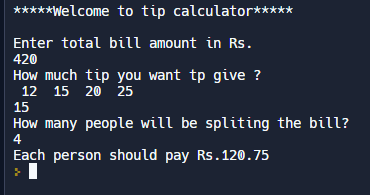 *****Welcome to tip calculator*****
Enter total bill amount in Rs.
420
How much tip you want tp give ?
12  15  20  25
15
How many people will be spliting the bill?
4
Each person should pay Rs.120.75
>